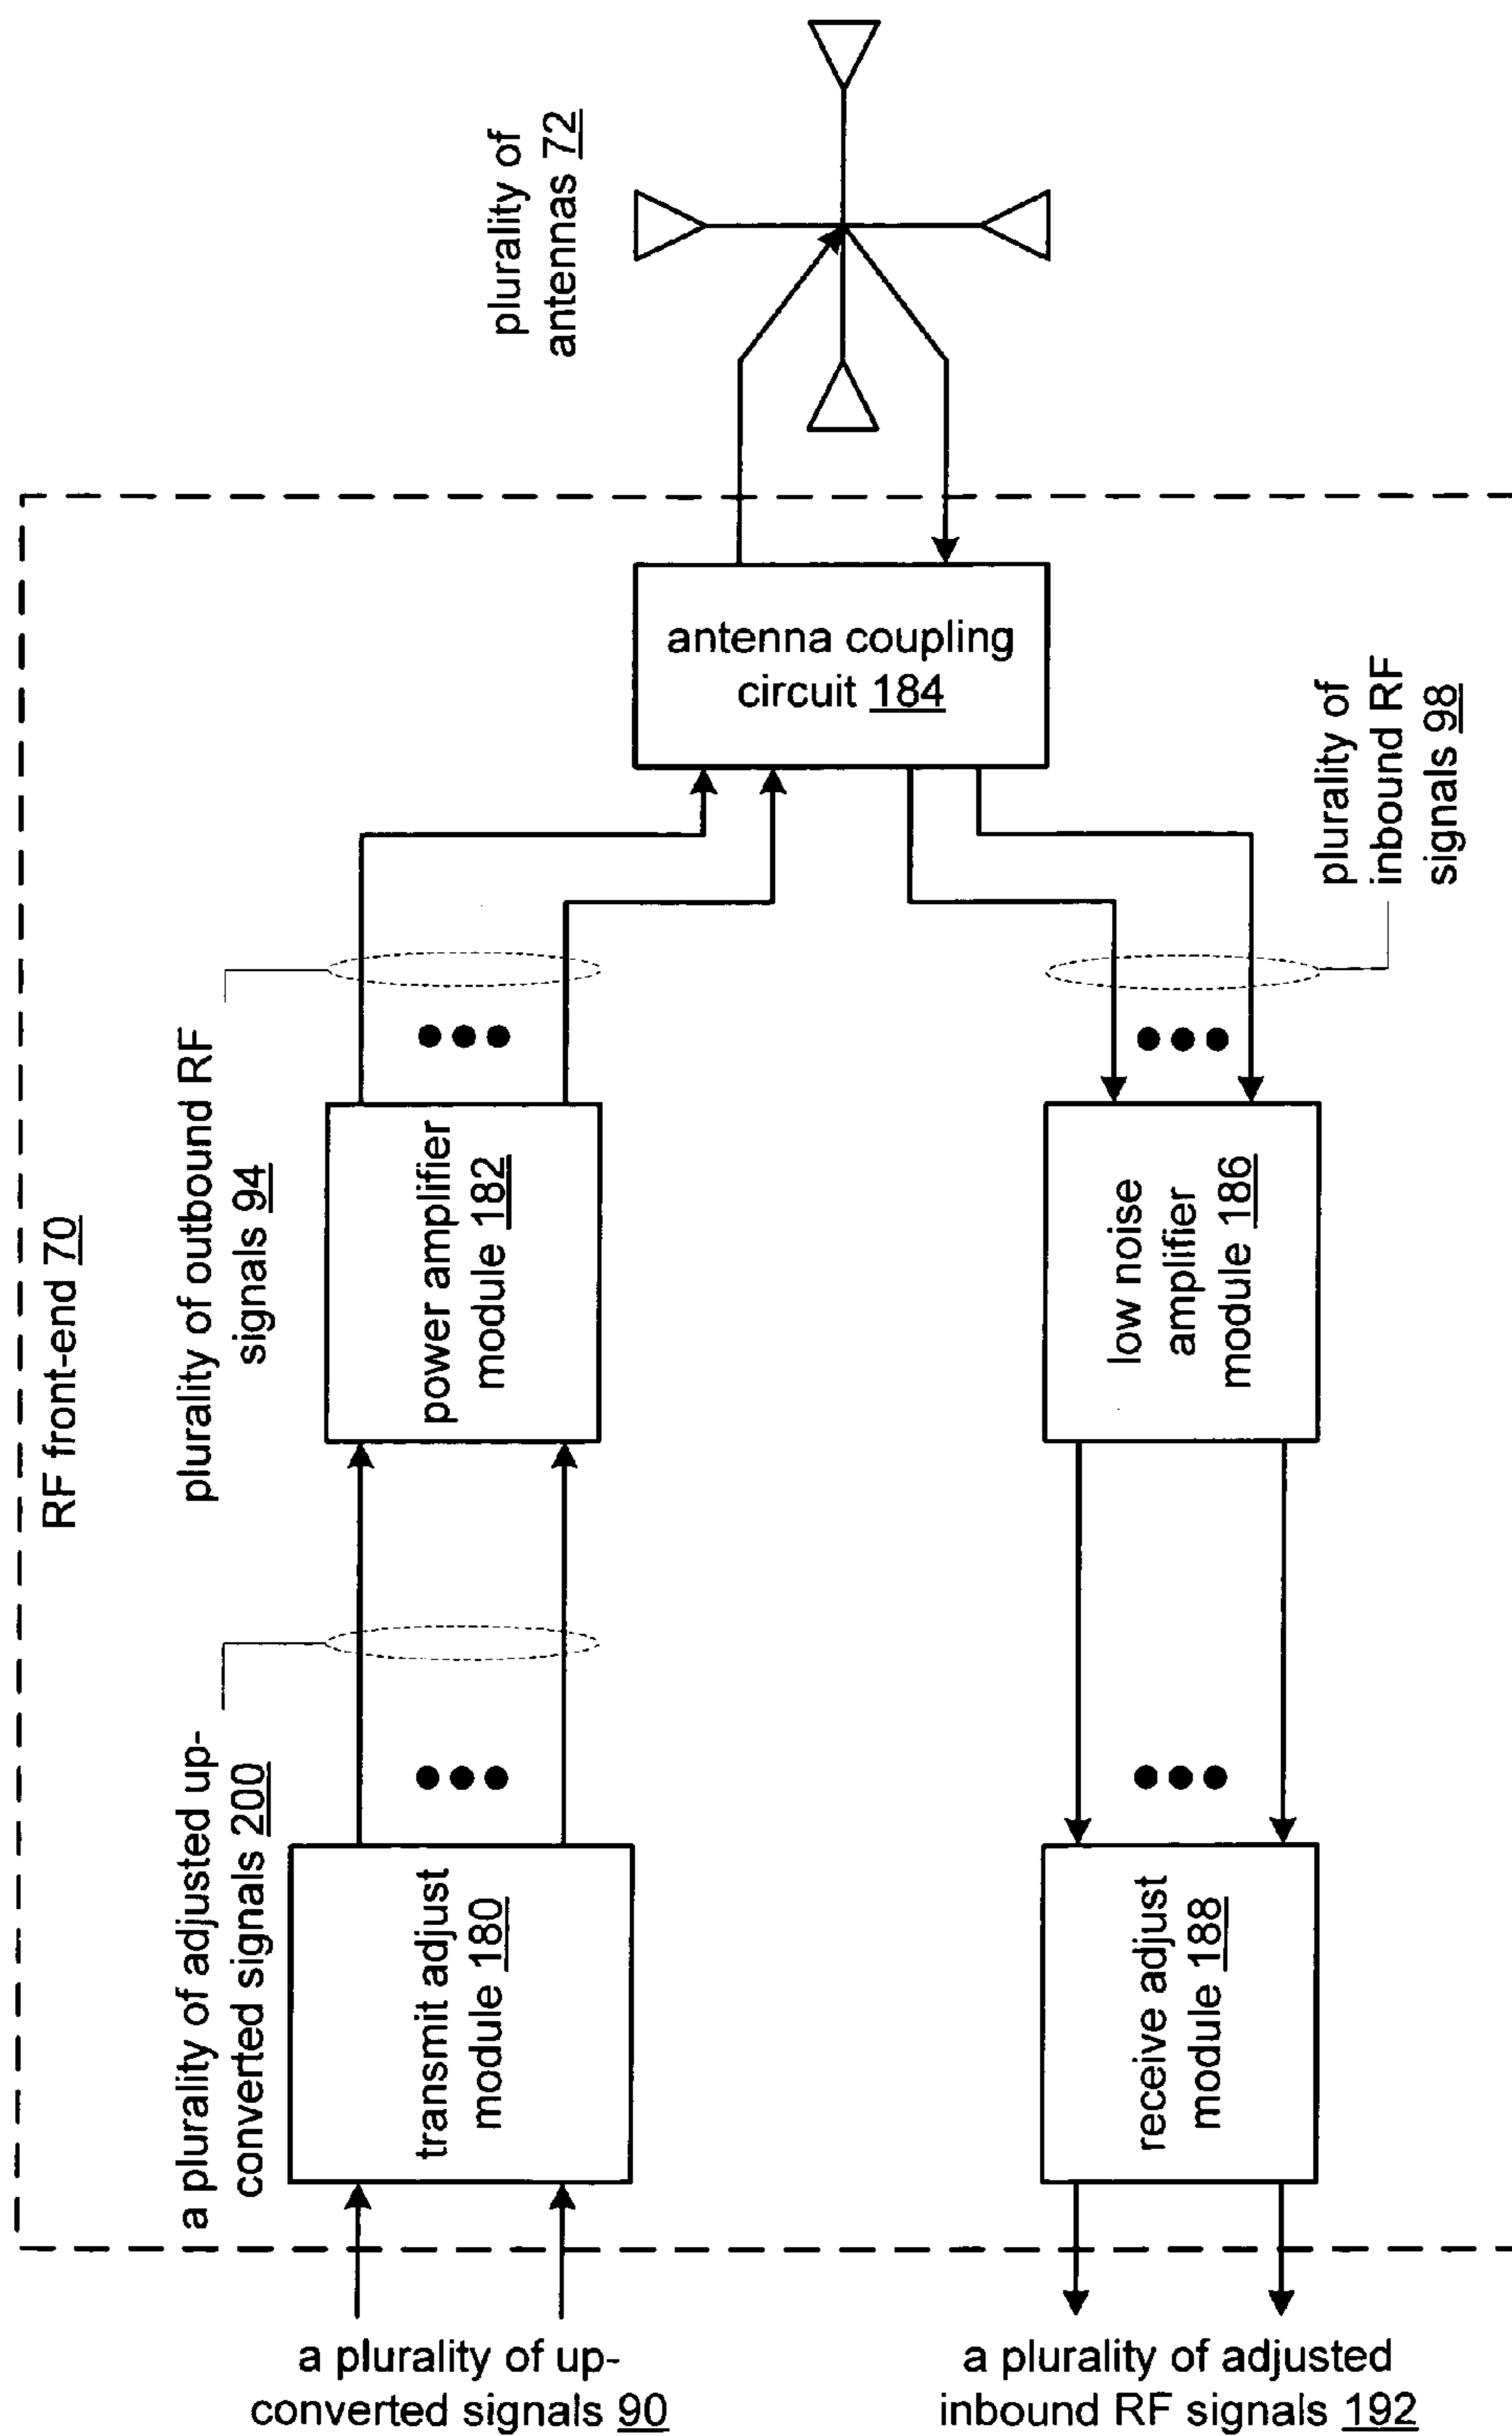 plurality of
antennas 72
antenna coupling
circuit 184
plurality of
inbound RF
signals 98
RF front-end 70
plurality of outbound RF
signals 94
power amplifier
module 182
low noise
amplifier
module 186
a plurality of adjusted up-
converted signals 200
transmit adjust
module 180
receive adjust
module 188
a plurality of up-
converted signals 90
a plurality of adjusted
inbound RF signals 192